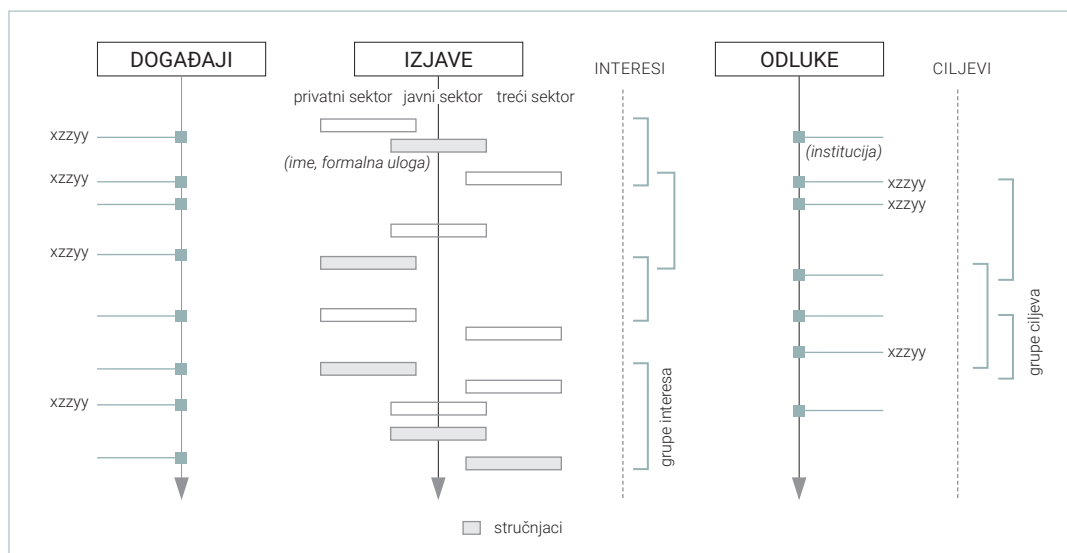 DOGAĐAJI
IZJAVE
INTERESI
ODLUKE
CILJEVI
privatni sektor
javni sektor
treći sektor
xzzyy
(ime, formalna uloga)
(institucija)
xzzyy
xzzyy
xzzyy
xzzyy
xzzyy
xzzyy
grupe interesa
grupe ciljeva
stručnjaci